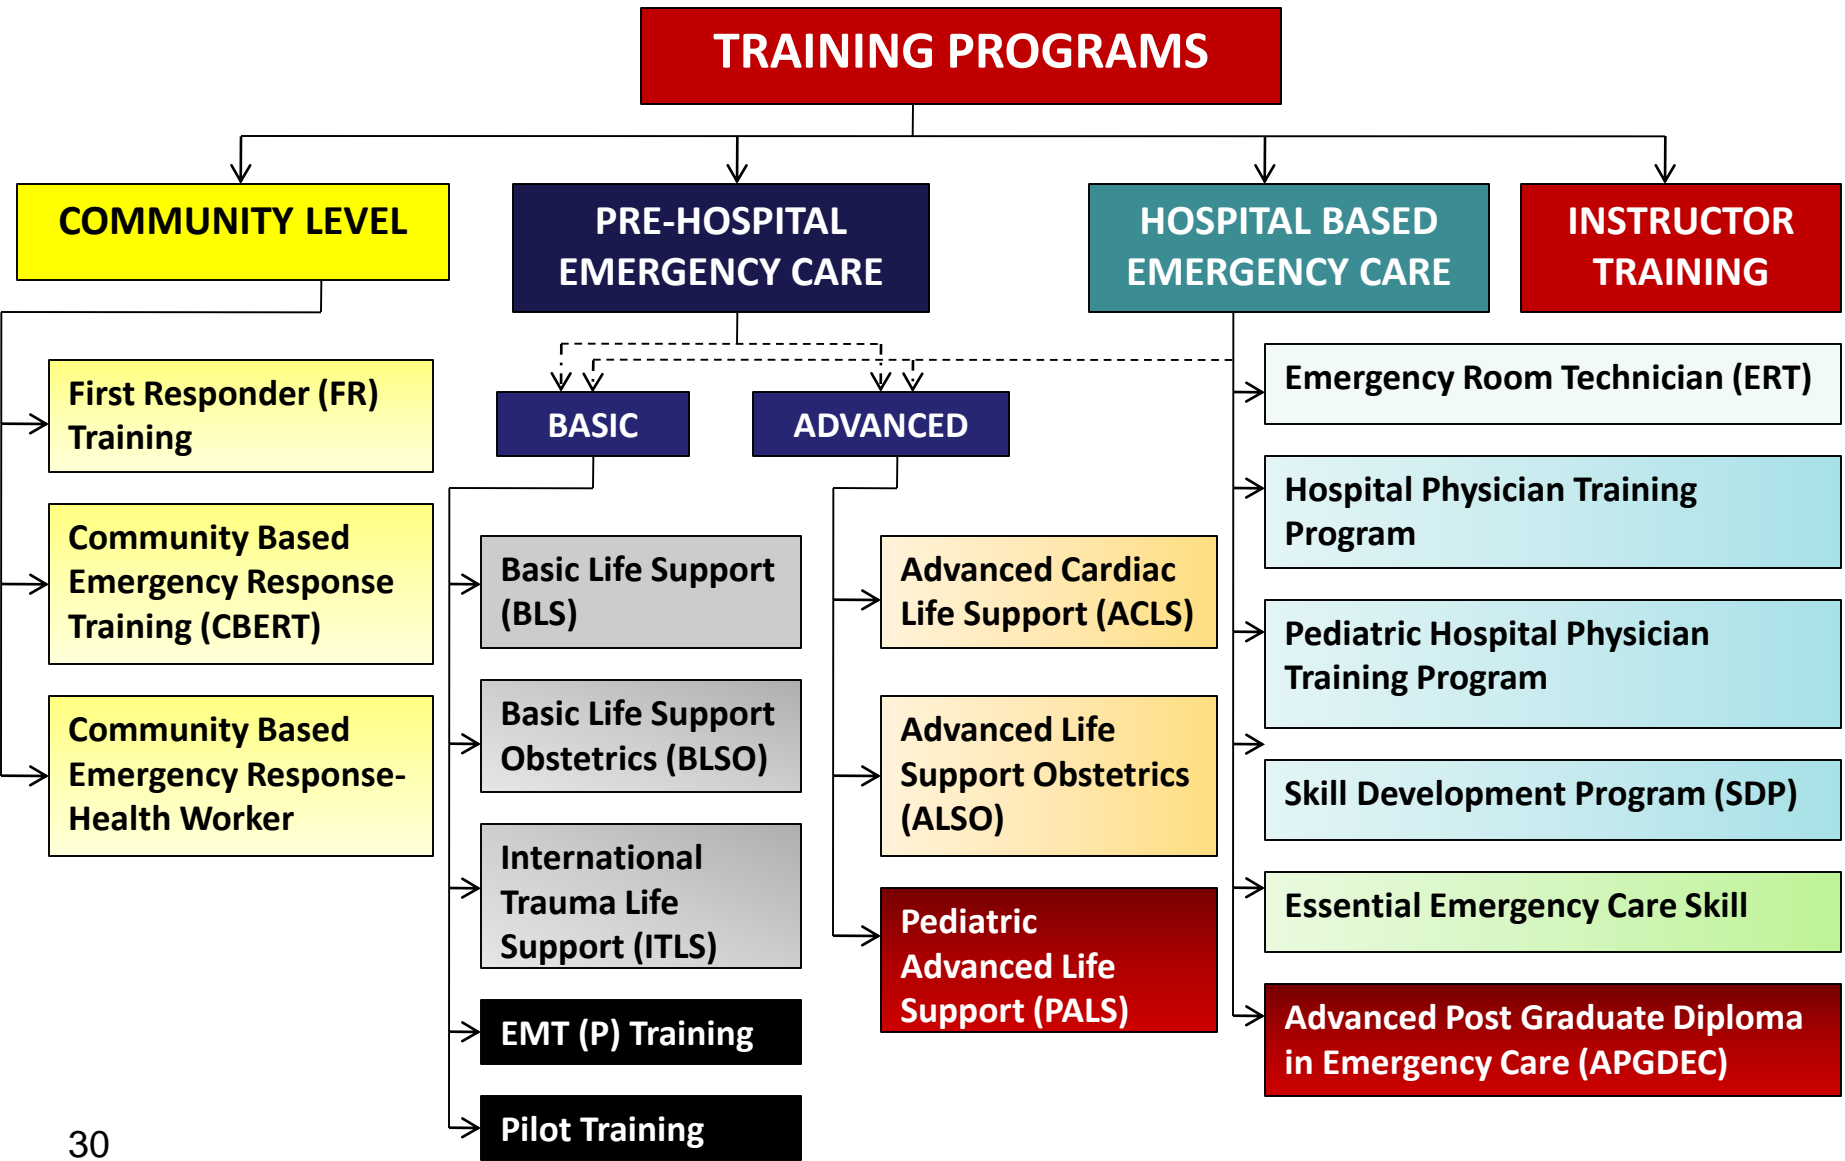 TRAINING PROGRAMS
COMMUNITY LEVEL
PRE-HOSPITAL
EMERGENCY CARE
HOSPITAL BASED
EMERGENCY CARE
INSTRUCTOR
TRAINING
First Responder (FR)
Training
Community Based
Emergency Response
Training (CBERT)
Community Based
Emergency Response-
Health Worker
BASIC
Basic Life Support
(BLS)
Basic Life Support
Obstetrics (BLSO)
International
Trauma Life
Support (ITLS)
EMT (P) Training
Pilot Training
ADVANCED
Advanced Cardiac
Life Support (ACLS)
Advanced Life
Support Obstetrics
(ALSO)
Pediatric
Advanced Life
Support (PALS)
Emergency Room Technician (ERT)
Hospital Physician Training
Program
Pediatric Hospital Physician
Training Program
Skill Development Program (SDP)
Essential Emergency Care Skill
Advanced Post Graduate Diploma
in Emergency Care (APGDEC)
30